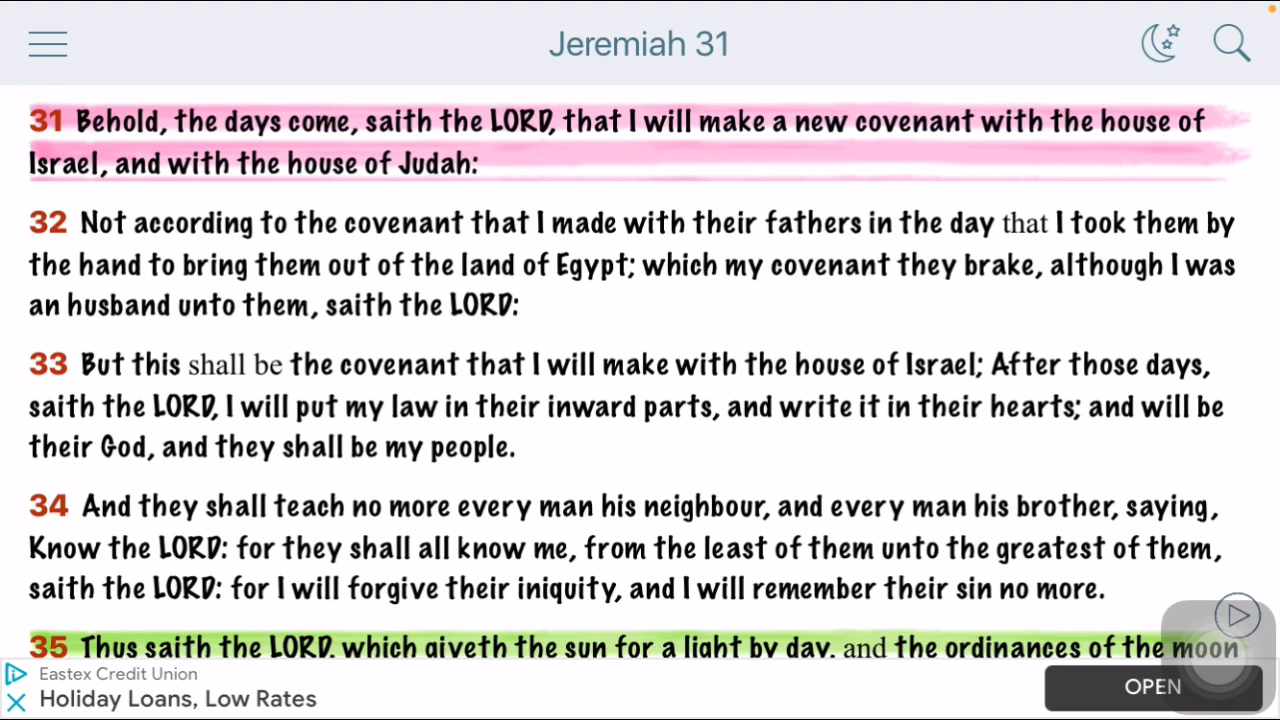 Jeremiah 31
31 Behold, the days come, saith the LORD, that I will make a new covenant with the house of
Israel, and with the house of Judah:
32 Not according to the covenant that I made with their fathers in the day that I took them by
the hand to bring them out of the land of Egypt; which my covenant they brake, although I was
an husband unto them, saith the LORD:
33 But this shall be the covenant that I will make with the house of Israel; After those days,
saith the LORD, I will put my law in their inward parts, and write it in their hearts; and will be
their God, and they shall be my people.
34 And they shall teach no more every man his neighbour, and every man his brother, saying,
Know the LORD: for they shall all know me, from the least of them unto the greatest of them,
saith the LORD: for I will forgive their iniquity, and I will remember their sin no more.
35 Thus saith the LORD, which giveth the sun for a light by day, and the ordinances of the moon
Eastex Credit Union
Holiday Loans, Low Rates
OPEN